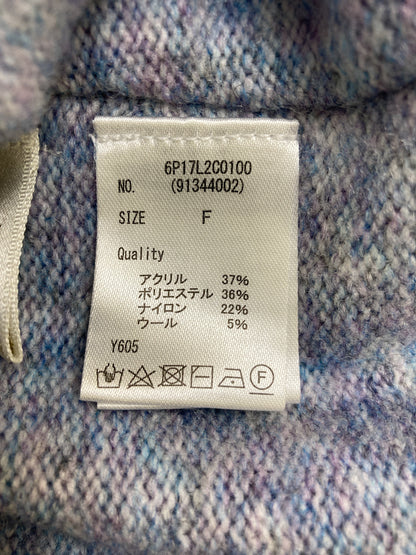 6P17L2C0100
NO. (91344002)
SIZE F
Quality
アクリル 37%
ポリエステル 36%
ナイロン 22%
ウール 5%
Y605
F